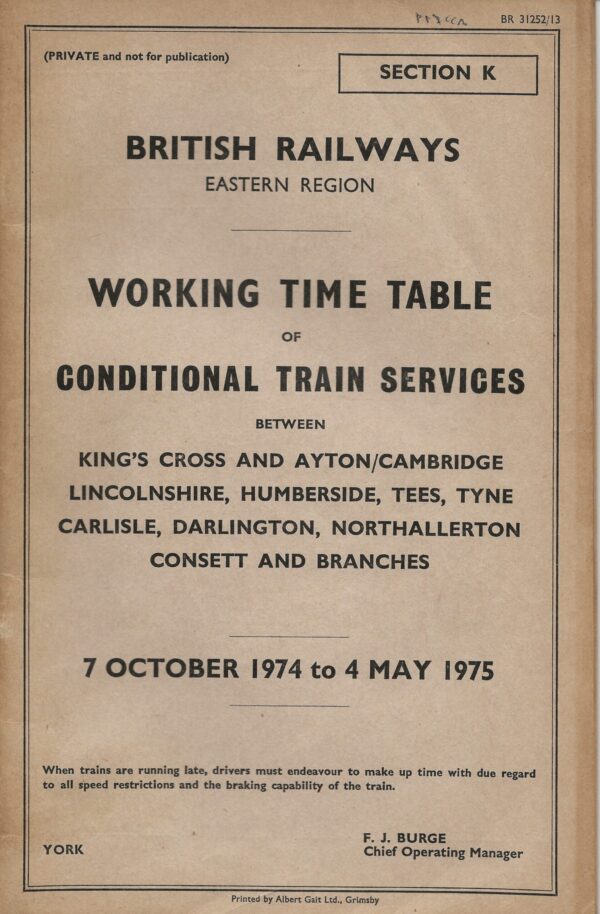 BR 31252/13
(PRIVATE and not for publication)
SECTION K
BRITISH RAILWAYS
EASTERN REGION
WORKING TIME TABLE
OF
CONDITIONAL TRAIN SERVICES
BETWEEN
KING'S CROSS AND AYTON/CAMBRIDGE
LINCOLNSHIRE, HUMBERSIDE, TEES, TYNE
CARLISLE, DARLINGTON, NORTHALLERTON
CONSETT AND BRANCHES
7 OCTOBER 1974 to 4 MAY 1975
When trains are running late, drivers must endeavour to make up time with due regard
to all speed restrictions and the braking capability of the train.
F. J. BURGE
YORK
Chief Operating Manager
Printed by Albert Gait Ltd., Grimsby